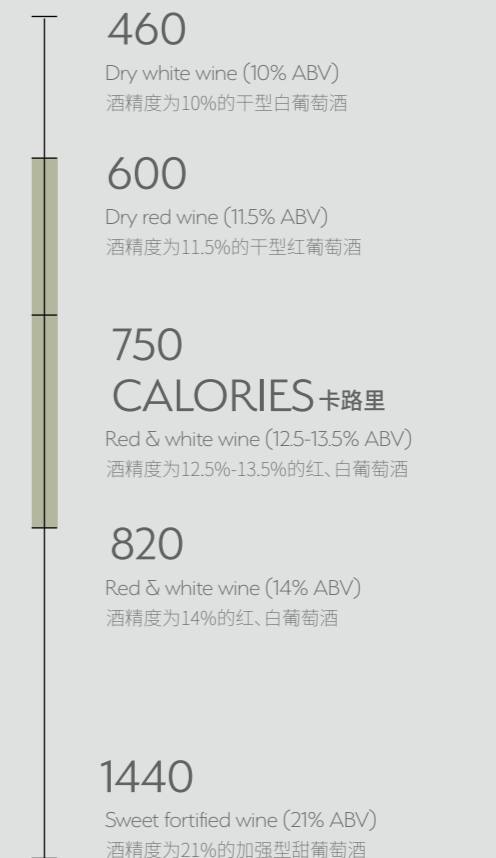 460
Dry white wine (10% ABV)
酒精度为10%的干型白葡萄酒
600
Dry red wine (11.5% ABV)
酒精度为11.5%的干型红葡萄酒
750
CALORIES 卡路里
Red & white wine (12.5-13.5% ABV)
酒精度为12.5%-13.5%的红、白葡萄酒
820
Red & white wine (14% ABV)
酒精度为14%的红、白葡萄酒
1440
Sweet fortified wine (21% ABV)
酒精度为21%的加强型甜葡萄酒